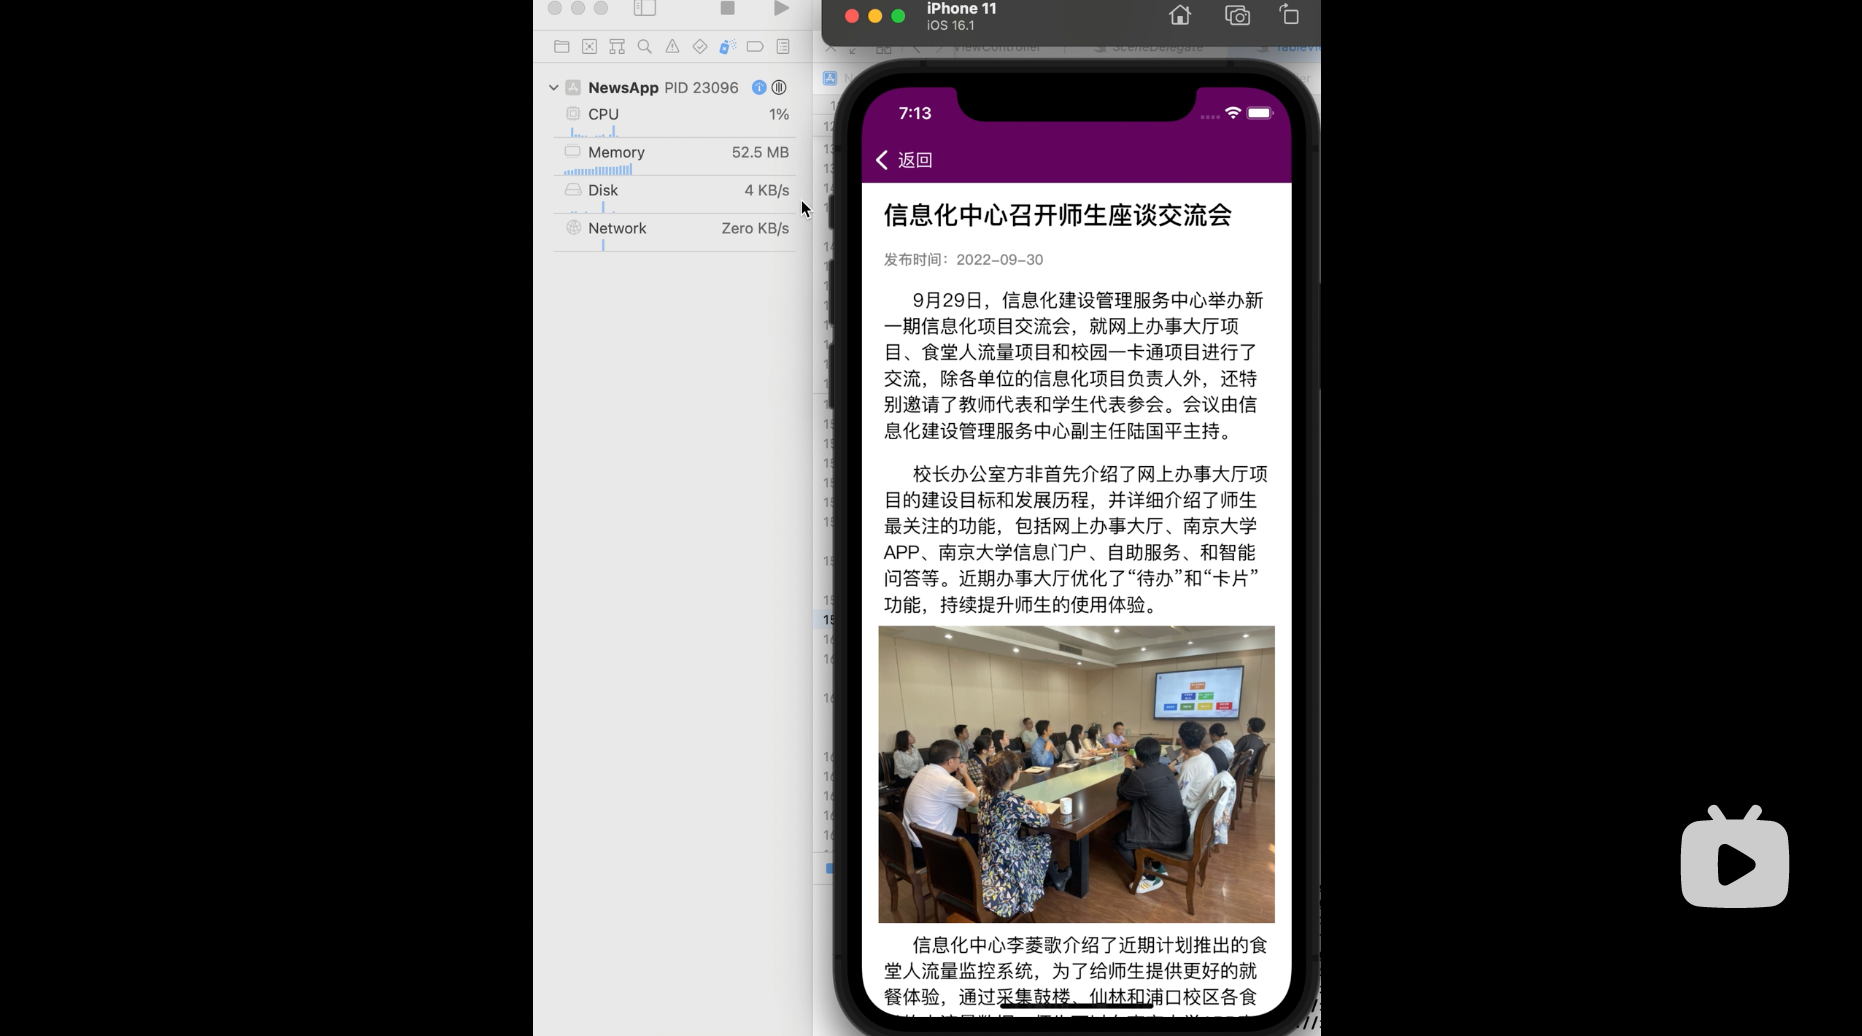 iPhone 11
iOS 16.1
NewsApp PID 23096
CPU 1%
Memory 52.5 MB
Disk 4 KB/s
Network Zero KB/s
SceneDelegate
7:13
返回
信息化中心召开师生座谈交流会
发布时间：2022-09-30
9月29日，信息化建设管理服务中心举办新
一期信息化项目交流会，就网上办事大厅项
目、食堂人流量项目和校园一卡通项目进行了
交流，除各单位的信息化项目负责人外，还特
别邀请了教师代表和学生代表参会。会议由信
息化建设管理服务中心副主任陆国平主持。
校长办公室方非首先介绍了网上办事大厅项
目的建设目标和发展历程，并详细介绍了师生
最关注的功能，包括网上办事大厅、南京大学
APP、南京大学信息门户、自助服务、和智能
问答等。近期办事大厅优化了“待办”和“卡片”
功能，持续提升师生的使用体验。
信息化中心李菱歌介绍了近期计划推出的食
堂人流量监控系统，为了给师生提供更好的就
餐体验，通过采集鼓楼、仙林和浦口校区各食